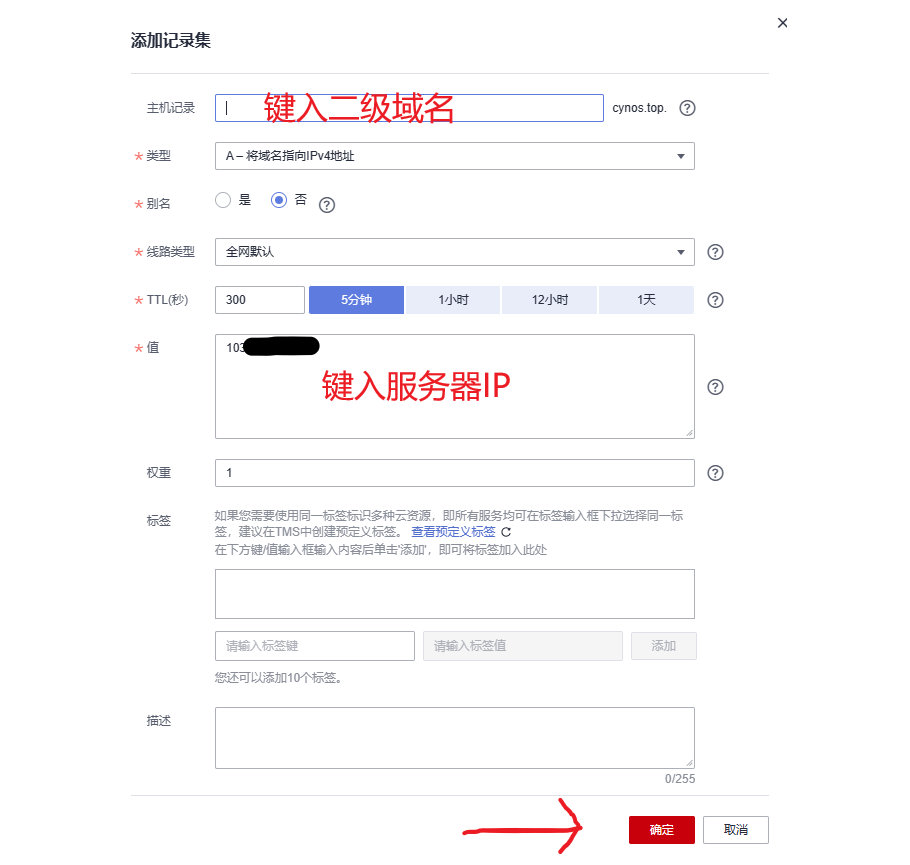 添加记录集
主机记录
键入二级域名
cynos.top.
* 类型
A – 将域名指向IPv4地址
* 别名
是
否
* 线路类型
全网默认
* TTL(秒)
300
5分钟
1小时
12小时
1天
* 值
103
键入服务器IP
权重
1
标签
如果您需要使用同一标签标识多种云资源，即所有服务均可在标签输入框下拉选择同一标
签，建议在TMS中创建预定义标签。 查看预定义标签
在下方键/值输入框输入内容后单击'添加'，即可将标签加入此处
请输入标签键
请输入标签值
添加
您还可以添加10个标签。
描述
0/255
确定
取消